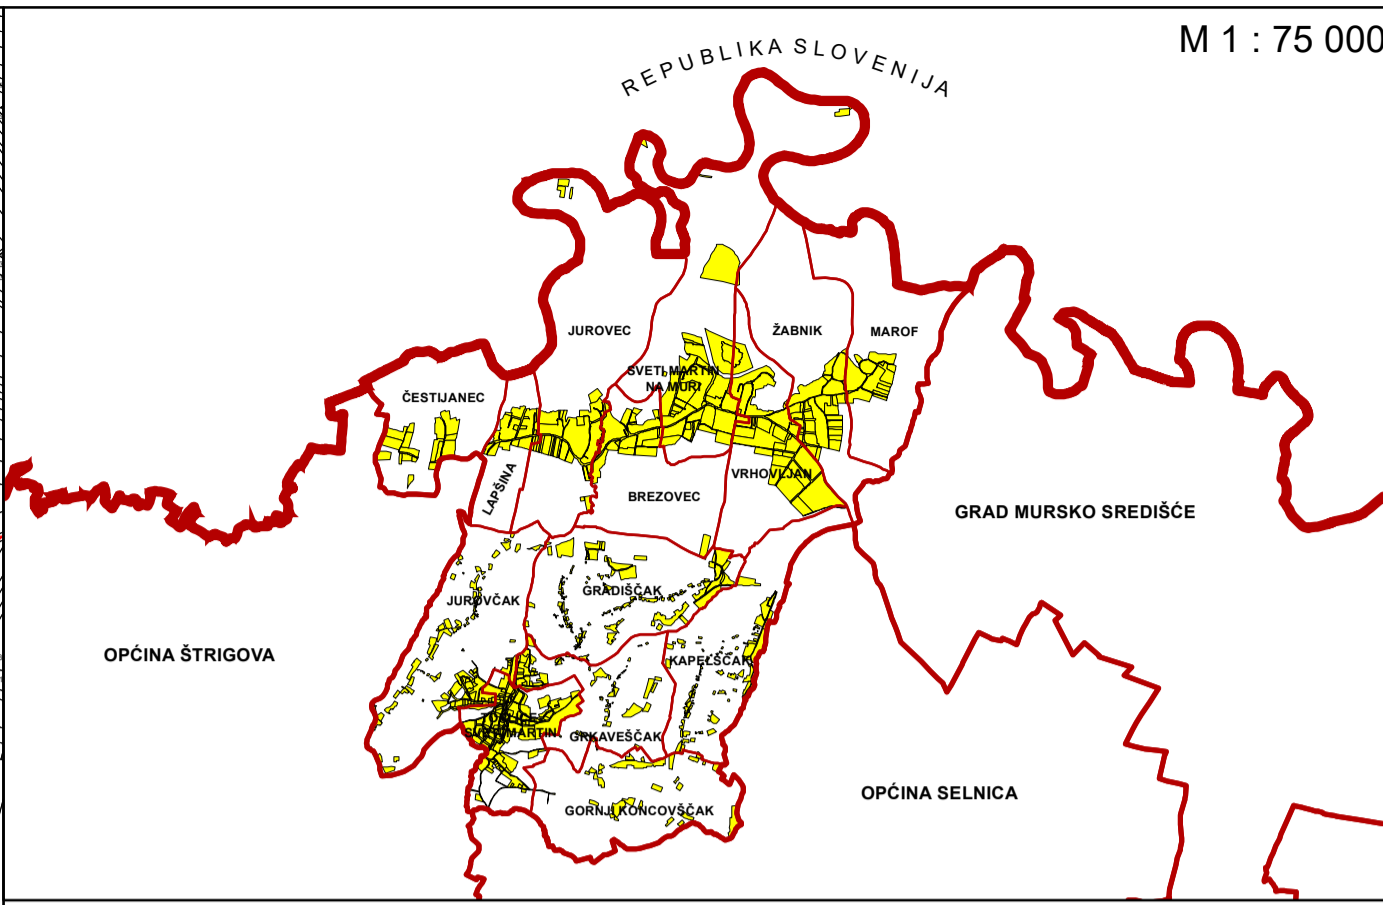 M 1 : 75 000
REPUBLIKA SLOVENIJA
JUROVEC
ŽABNIK
MAROF
SVETI MARTIN
NA MURI
ČESTIJANEC
LAPŠINA
BREZOVEC
VRHOVLJAN
GRAD MURSKO SREDIŠĆE
JUROVČAK
GRADIŠČAK
OPĆINA ŠTRIGOVA
KAPELŠČAK
MARTIN
GRKAVEŠČAK
OPĆINA SELNICA
GORNJI KONCOVŠČAK